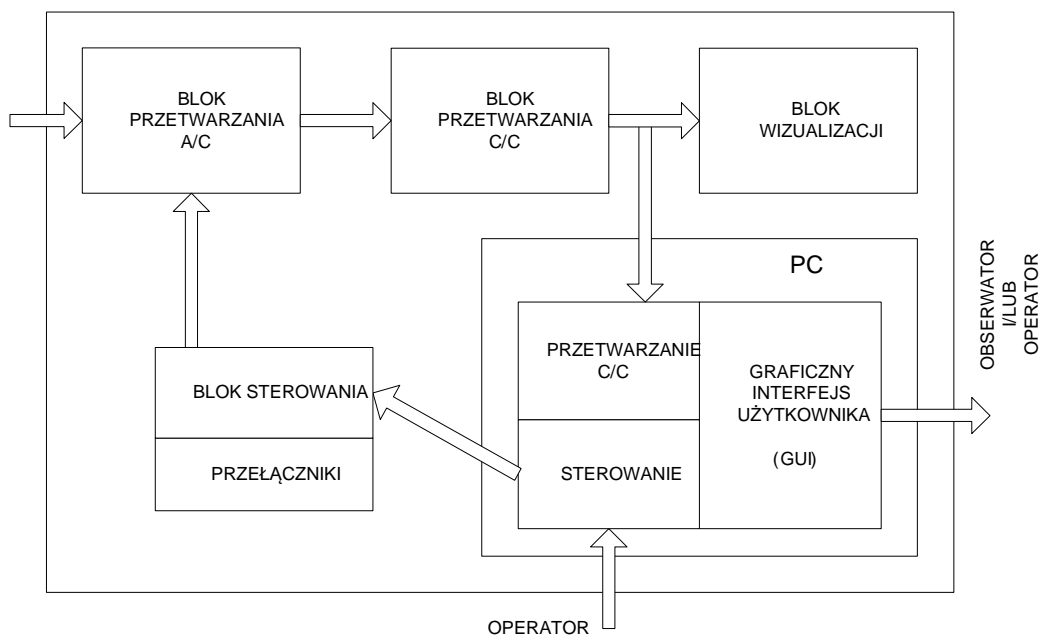 BLOK
PRZETWARZANIA
A/C
BLOK
PRZETWARZANIA
C/C
BLOK
WIZUALIZACJI
PC
PRZETWARZANIE
C/C
GRAFICZNY
INTERFEJS
UŻYTKOWNIKA
(GUI)
STEROWANIE
BLOK STEROWANIA
PRZEŁĄCZNIKI
OBSERWATOR
I/LUB
OPERATOR
OPERATOR